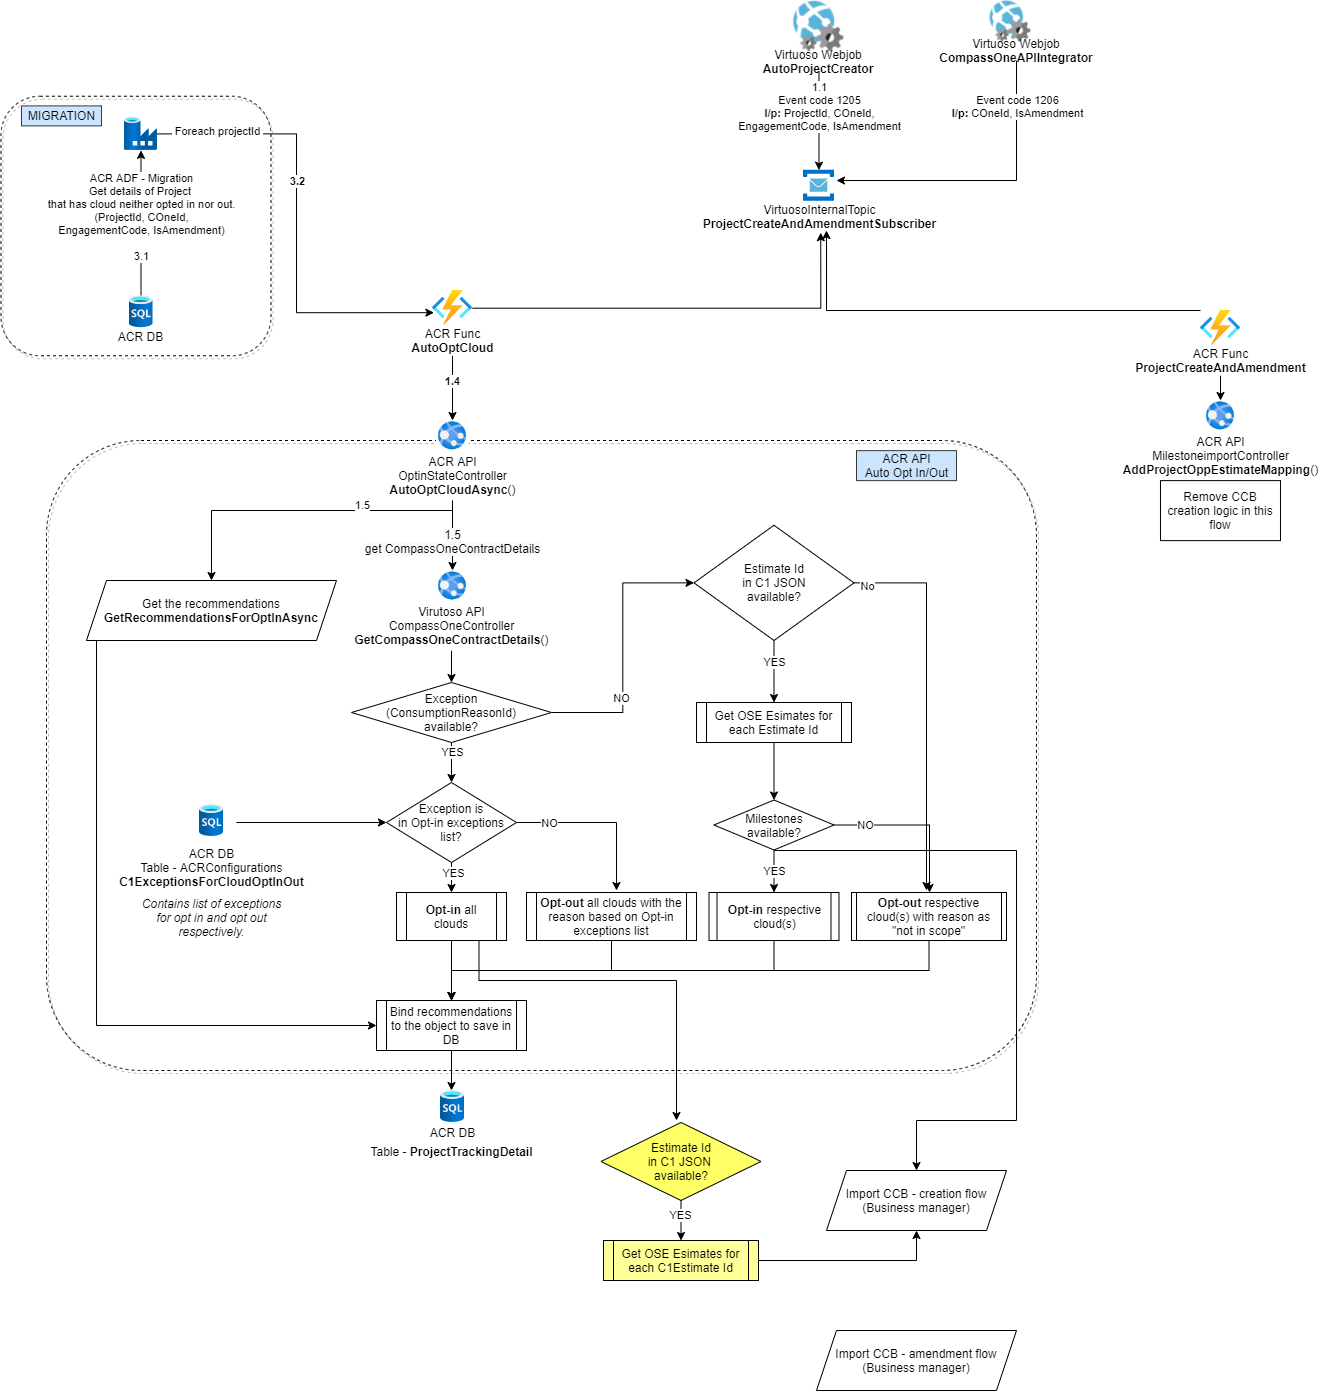 Virtuoso Webjob
AutoProjectCreator
1.1
Event code 1205
I/p: ProjectId, COneId,
EngagementCode, IsAmendment
Virtuoso Webjob
CompassOneAPIIntegrator
Event code 1206
I/p: COneId, IsAmendment
VirtuosoInternalTopic
ProjectCreateAndAmendmentSubscriber
MIGRATION
Foreach projectId
ACR ADF - Migration
Get details of Project
that has cloud neither opted in nor out.
(ProjectId, COneId,
EngagementCode, IsAmendment)
3.1
ACR DB
3.2
ACR Func
AutoOptCloud
1.4
ACR Func
ProjectCreateAndAmendment
ACR API
MilestoneimportController
AddProjectOppEstimateMapping()
Remove CCB
creation logic in this
flow
ACR API
Auto Opt In/Out
ACR API
OptinStateController
AutoOptCloudAsync()
1.5
1.5
get CompassOneContractDetails
Get the recommendations
GetRecommendationsForOptInAsync
Virutoso API
CompassOneController
GetCompassOneContractDetails()
Estimate Id
in C1 JSON
available?
No
YES
Exception
(ConsumptionReasonId)
available?
NO
YES
Get OSE Esimates for
each Estimate Id
Exception is
in Opt-in exceptions
list?
NO
YES
Milestones
available?
NO
YES
ACR DB
Table - ACRConfigurations
C1ExceptionsForCloudOptInOut
Contains list of exceptions
for opt in and opt out
respectively.
Opt-in all
clouds
Opt-out all clouds with the
reason based on Opt-in
exceptions list
Opt-in respective
cloud(s)
Opt-out respective
cloud(s) with reason as
"not in scope"
Bind recommendations
to the object to save in
DB
ACR DB
Table - ProjectTrackingDetail
Estimate Id
in C1 JSON
available?
YES
Get OSE Esimates for
each C1Estimate Id
Import CCB - creation flow
(Business manager)
Import CCB - amendment flow
(Business manager)